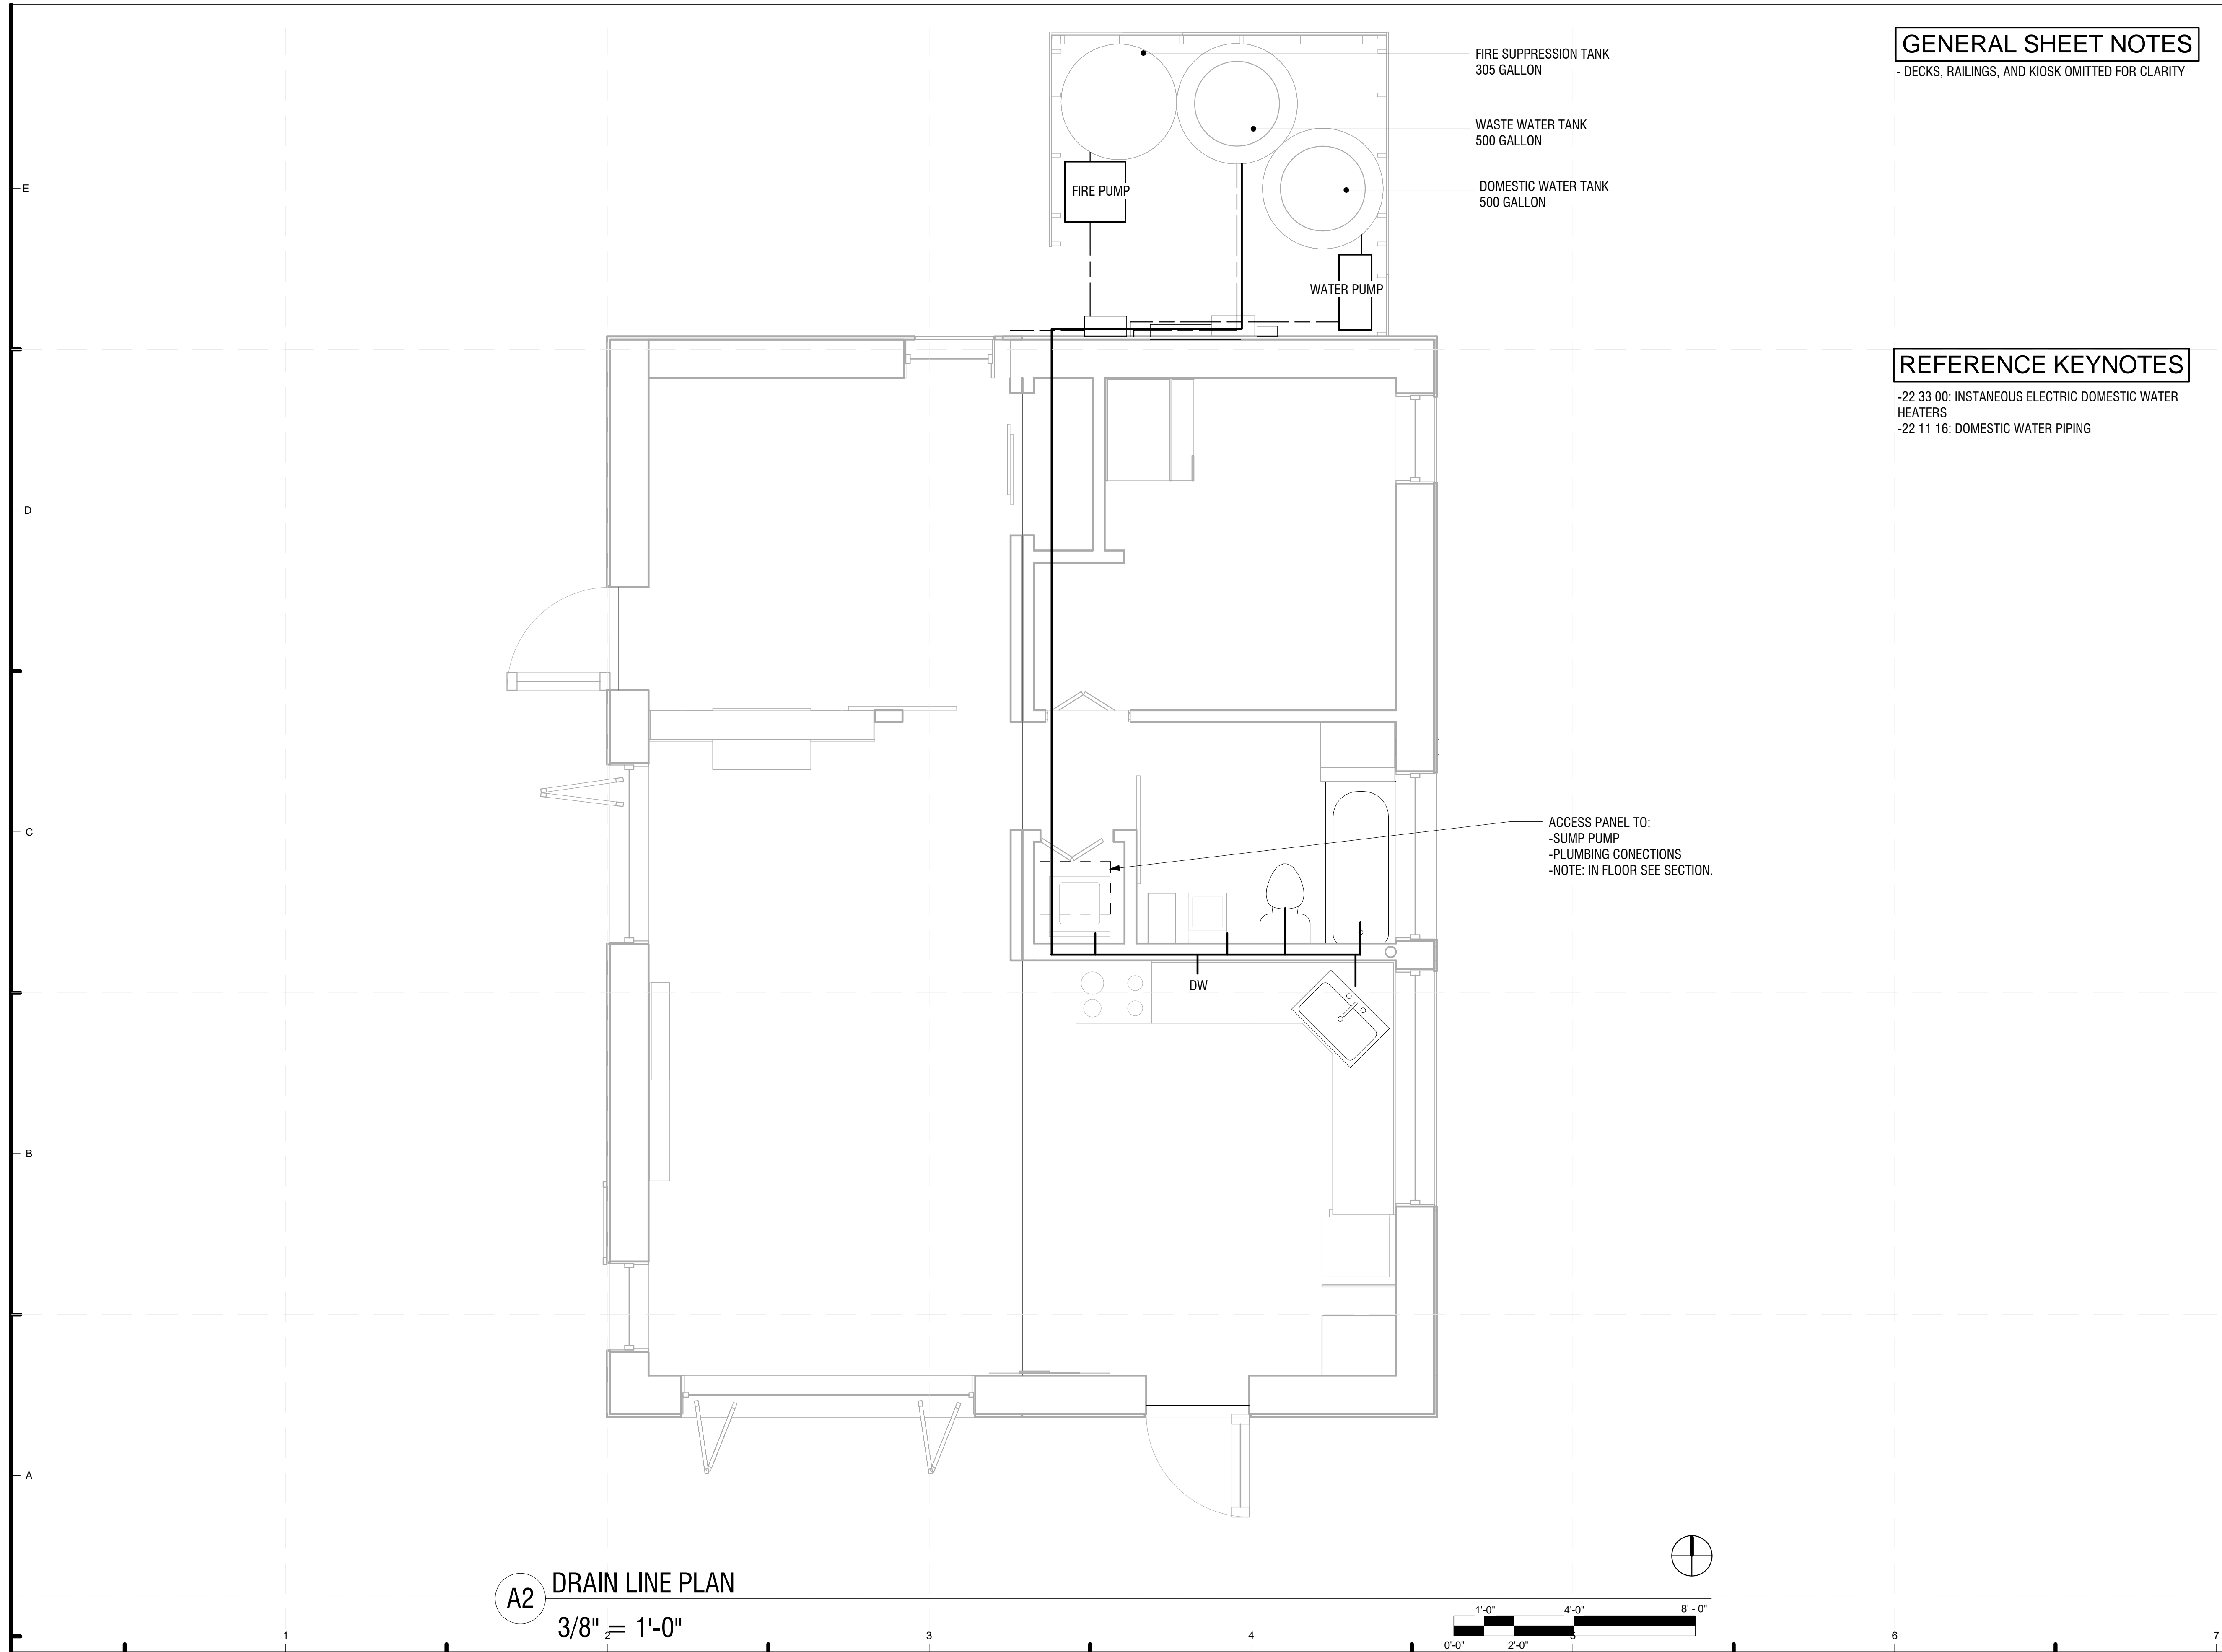 FIRE SUPPRESSION TANK
305 GALLON
WASTE WATER TANK
500 GALLON
DOMESTIC WATER TANK
500 GALLON
GENERAL SHEET NOTES
- DECKS, RAILINGS, AND KIOSK OMITTED FOR CLARITY
REFERENCE KEYNOTES
-22 33 00: INSTANEOUS ELECTRIC DOMESTIC WATER
HEATERS
-22 11 16: DOMESTIC WATER PIPING
FIRE PUMP
WATER PUMP
E
D
C
B
A
ACCESS PANEL TO:
-SUMP PUMP
-PLUMBING CONECTIONS
-NOTE: IN FLOOR SEE SECTION.
DW
A2
DRAIN LINE PLAN
3/8" = 1'-0"
1'-0" 4'-0" 8' - 0"
0'-0" 2'-0"
1 2 3 4 5 6 7